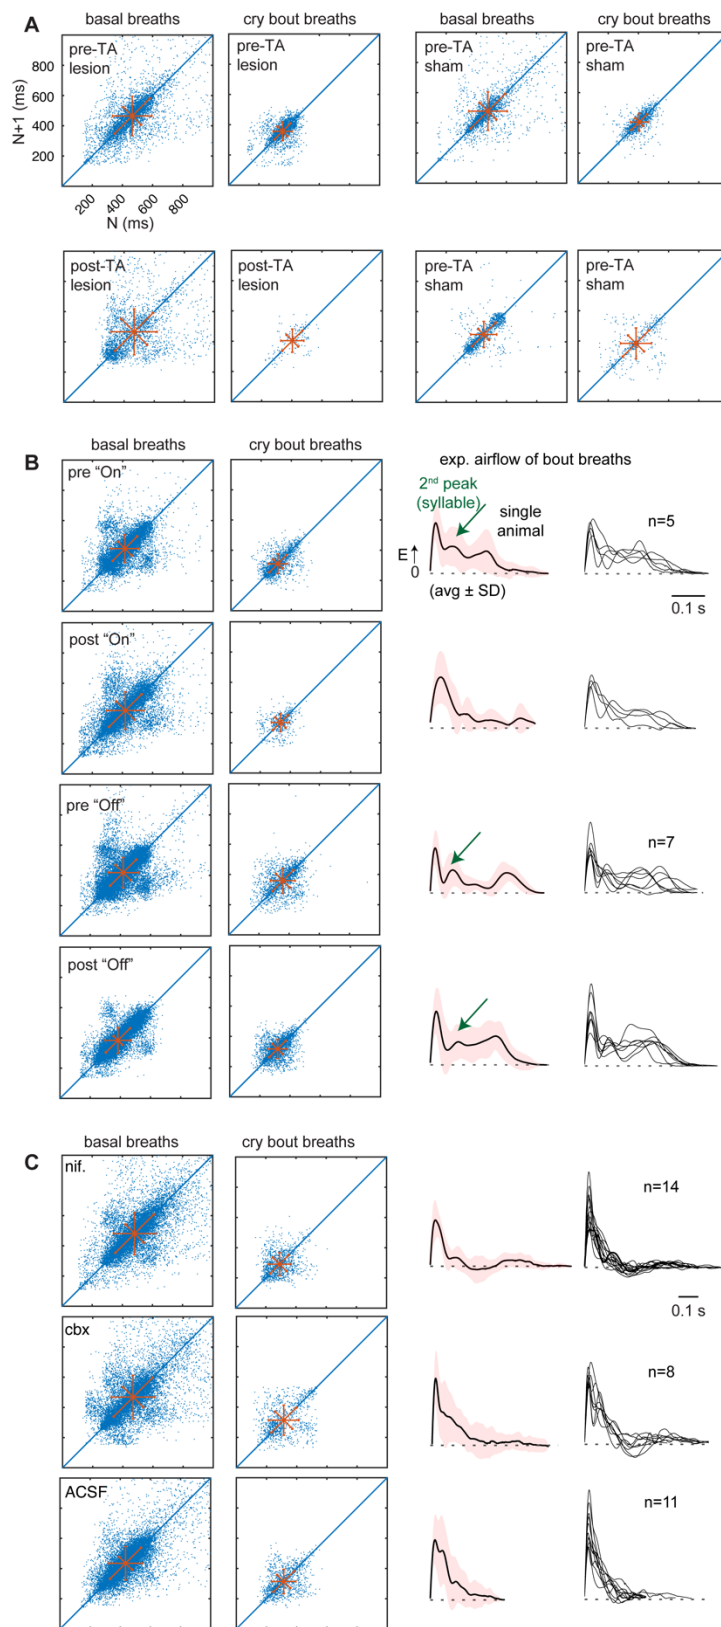 A
basal breaths
cry bout breaths
basal breaths
cry bout breaths
pre-TA
lesion
pre-TA
lesion
pre-TA
sham
pre-TA
sham
N+1 (ms)
800
600
400
200
200
400
600
800
N (ms)
post-TA
lesion
post-TA
lesion
pre-TA
sham
pre-TA
sham
B
basal breaths
cry bout breaths
exp. airflow of bout breaths
pre “On”
2nd peak
(syllable)
single
animal
n=5
E
0
(avg ± SD)
0.1 s
post “On”
pre “Off”
n=7
post “Off”
C
basal breaths
cry bout breaths
nif.
n=14
0.1 s
cbx
n=8
ACSF
n=11